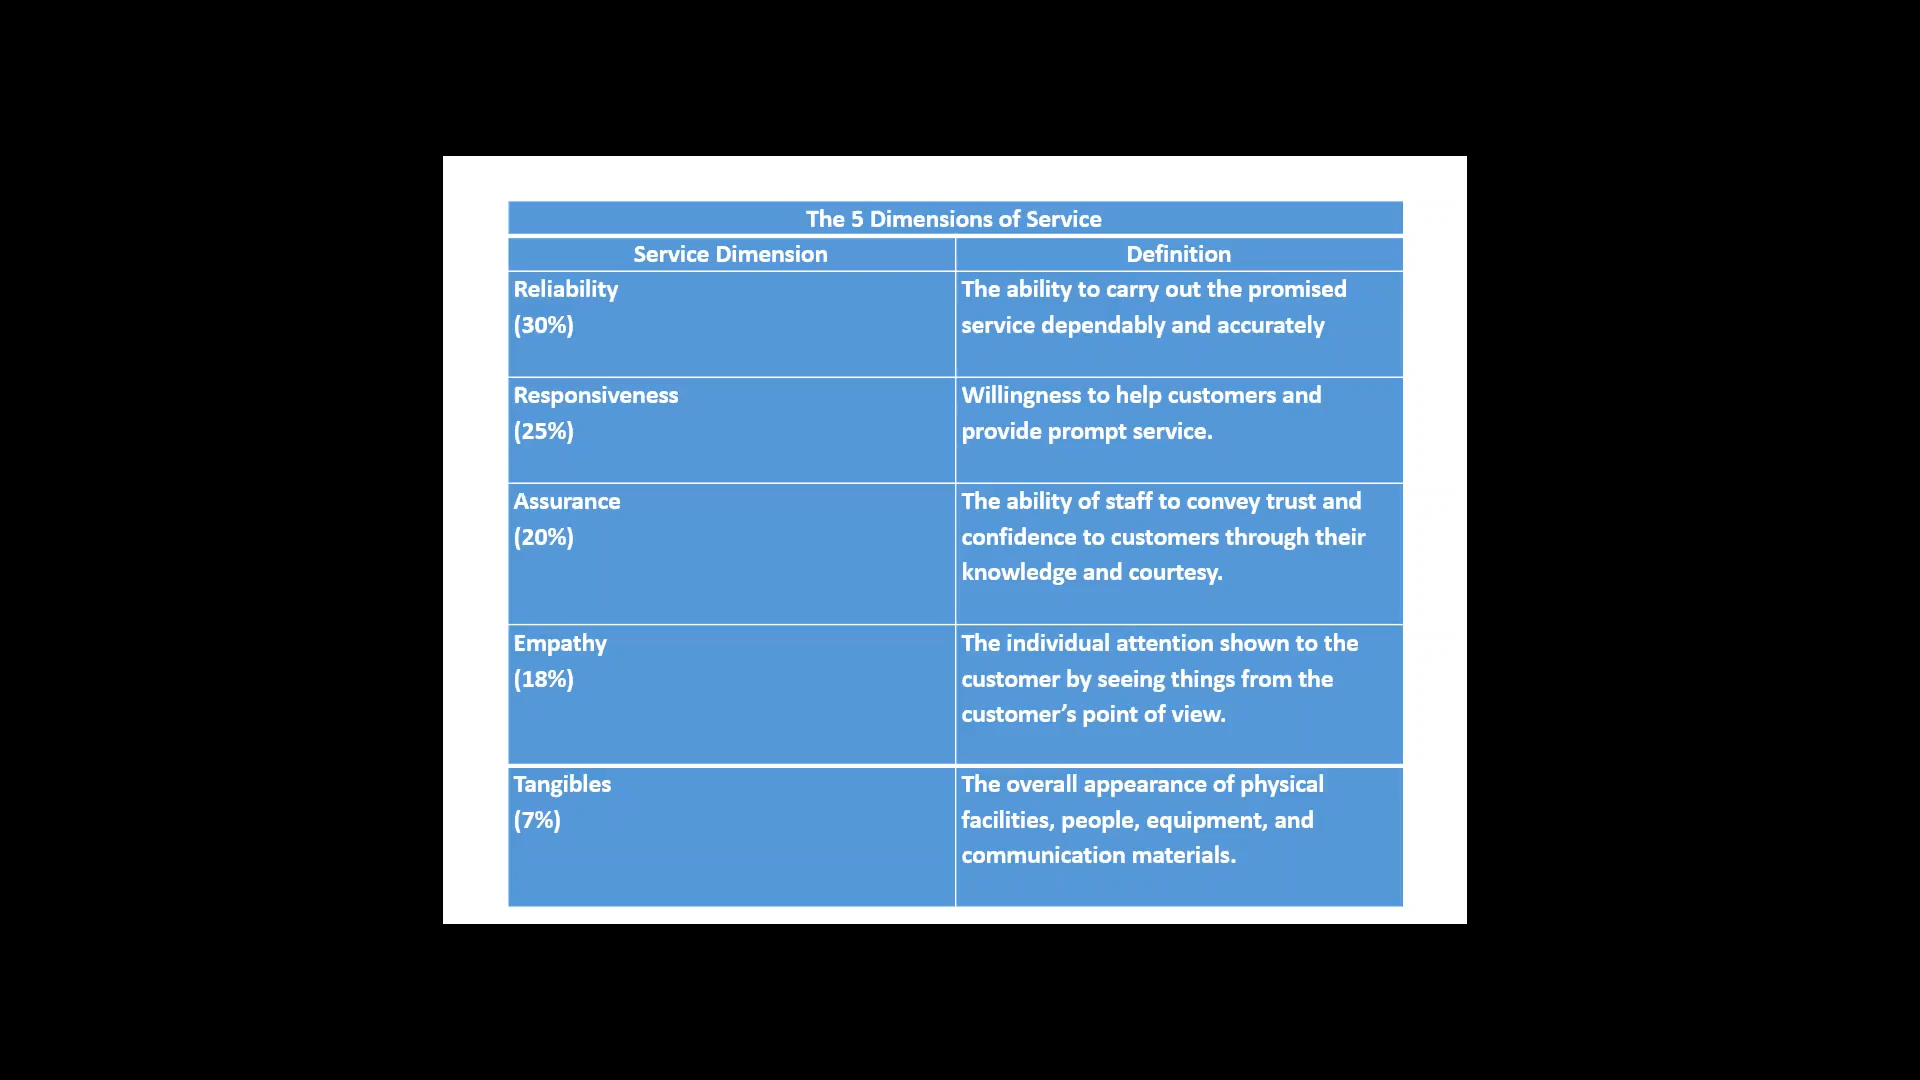 The 5 Dimensions of Service
Service Dimension
Definition
Reliability
(30%)
The ability to carry out the promised
service dependably and accurately
Responsiveness
(25%)
Willingness to help customers and
provide prompt service.
Assurance
(20%)
The ability of staff to convey trust and
confidence to customers through their
knowledge and courtesy.
Empathy
(18%)
The individual attention shown to the
customer by seeing things from the
customer’s point of view.
Tangibles
(7%)
The overall appearance of physical
facilities, people, equipment, and
communication materials.